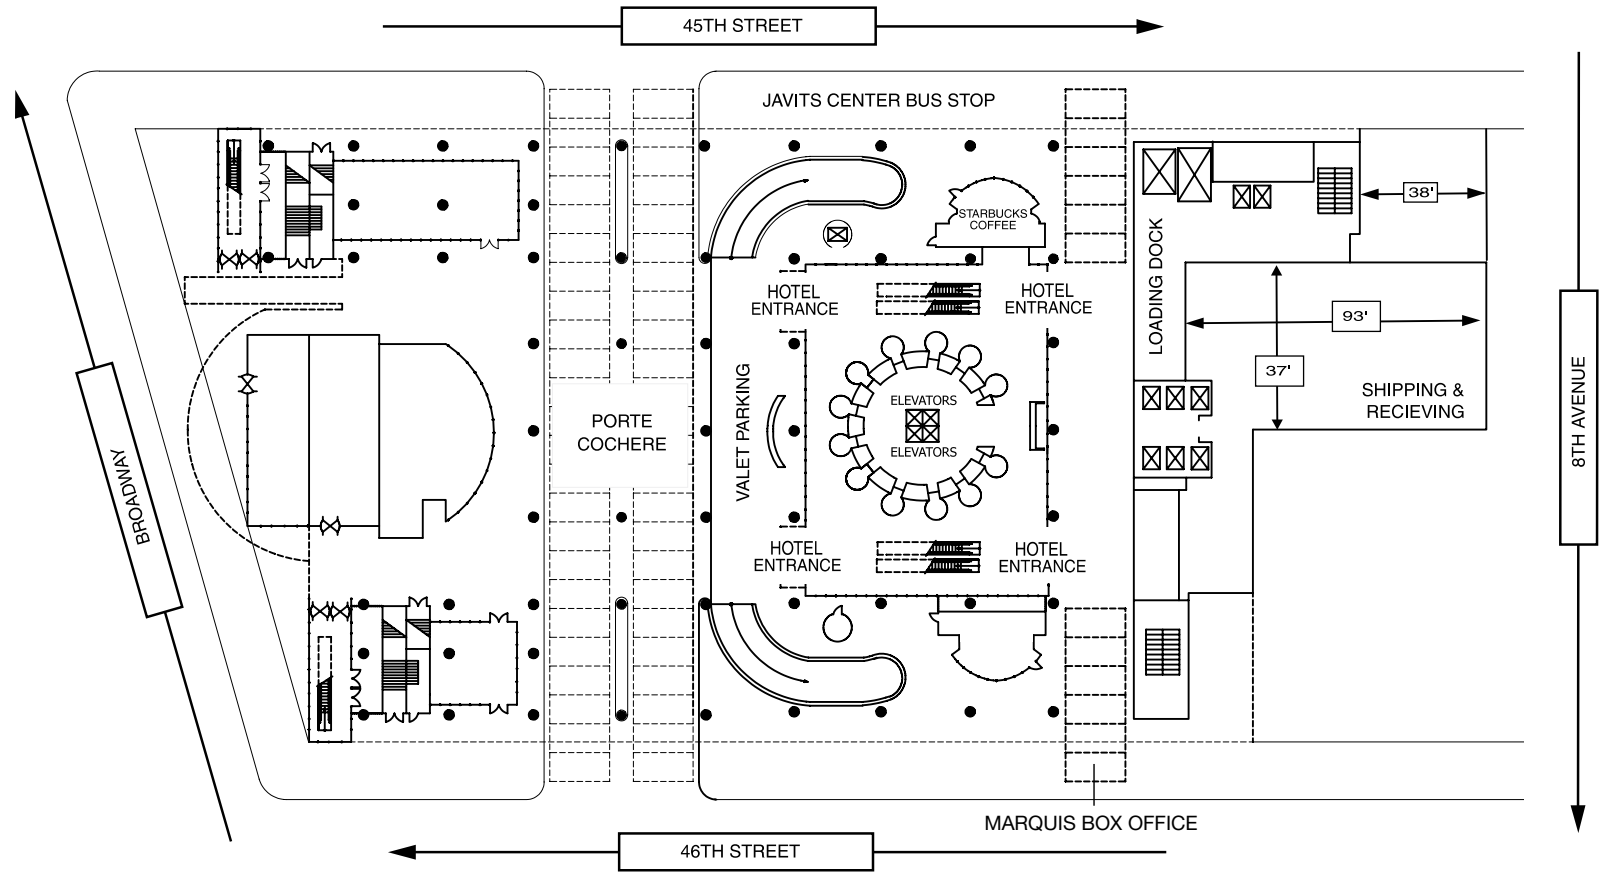 45TH STREET
JAVITS CENTER BUS STOP
38'
STARBUCKS
COFFEE
LOADING DOCK
HOTEL
ENTRANCE
HOTEL
ENTRANCE
93'
37'
SHIPPING &
RECIEVING
8TH AVENUE
BROADWAY
PORTE
COCHERE
VALET PARKING
ELEVATORS
ELEVATORS
HOTEL
ENTRANCE
HOTEL
ENTRANCE
MARQUIS BOX OFFICE
46TH STREET